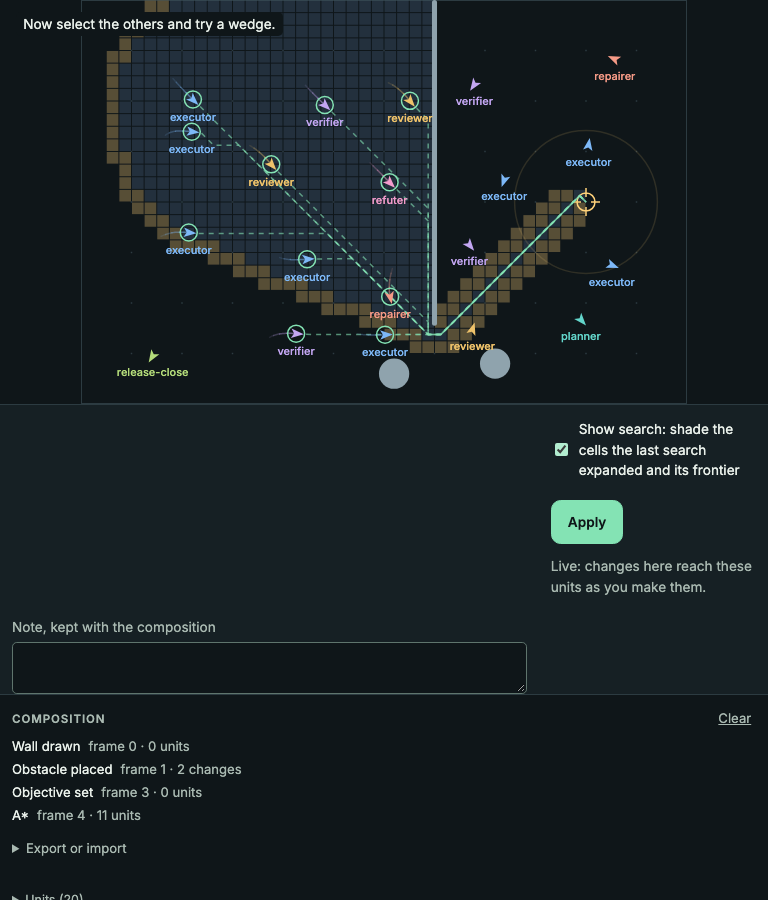 Now select the others and try a wedge.
repairer
verifier
executor
verifier
reviewer
executor
executor
reviewer
refuter
executor
executor
verifier
executor
executor
repairer
verifier
executor
reviewer
planner
release-close
Show search: shade the
cells the last search
expanded and its frontier
Apply
Live: changes here reach these
units as you make them.
Note, kept with the composition
COMPOSITION
Clear
Wall drawn frame 0 · 0 units
Obstacle placed frame 1 · 2 changes
Objective set frame 3 · 0 units
A* frame 4 · 11 units
Export or import
Units (20)